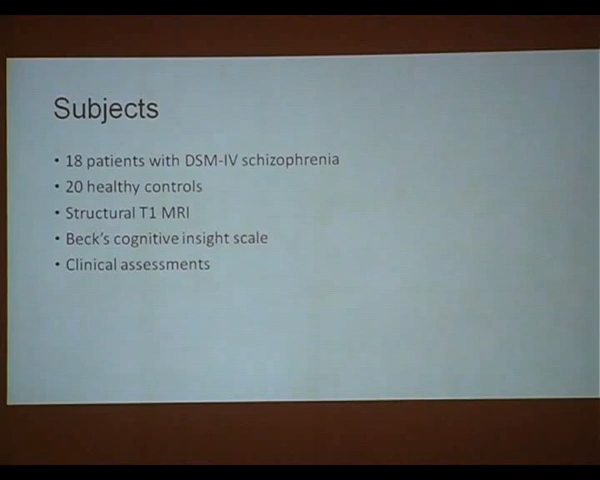 Subjects
• 18 patients with DSM-IV schizophrenia
• 20 healthy controls
• Structural T1 MRI
• Beck's cognitive insight scale
• Clinical assessments